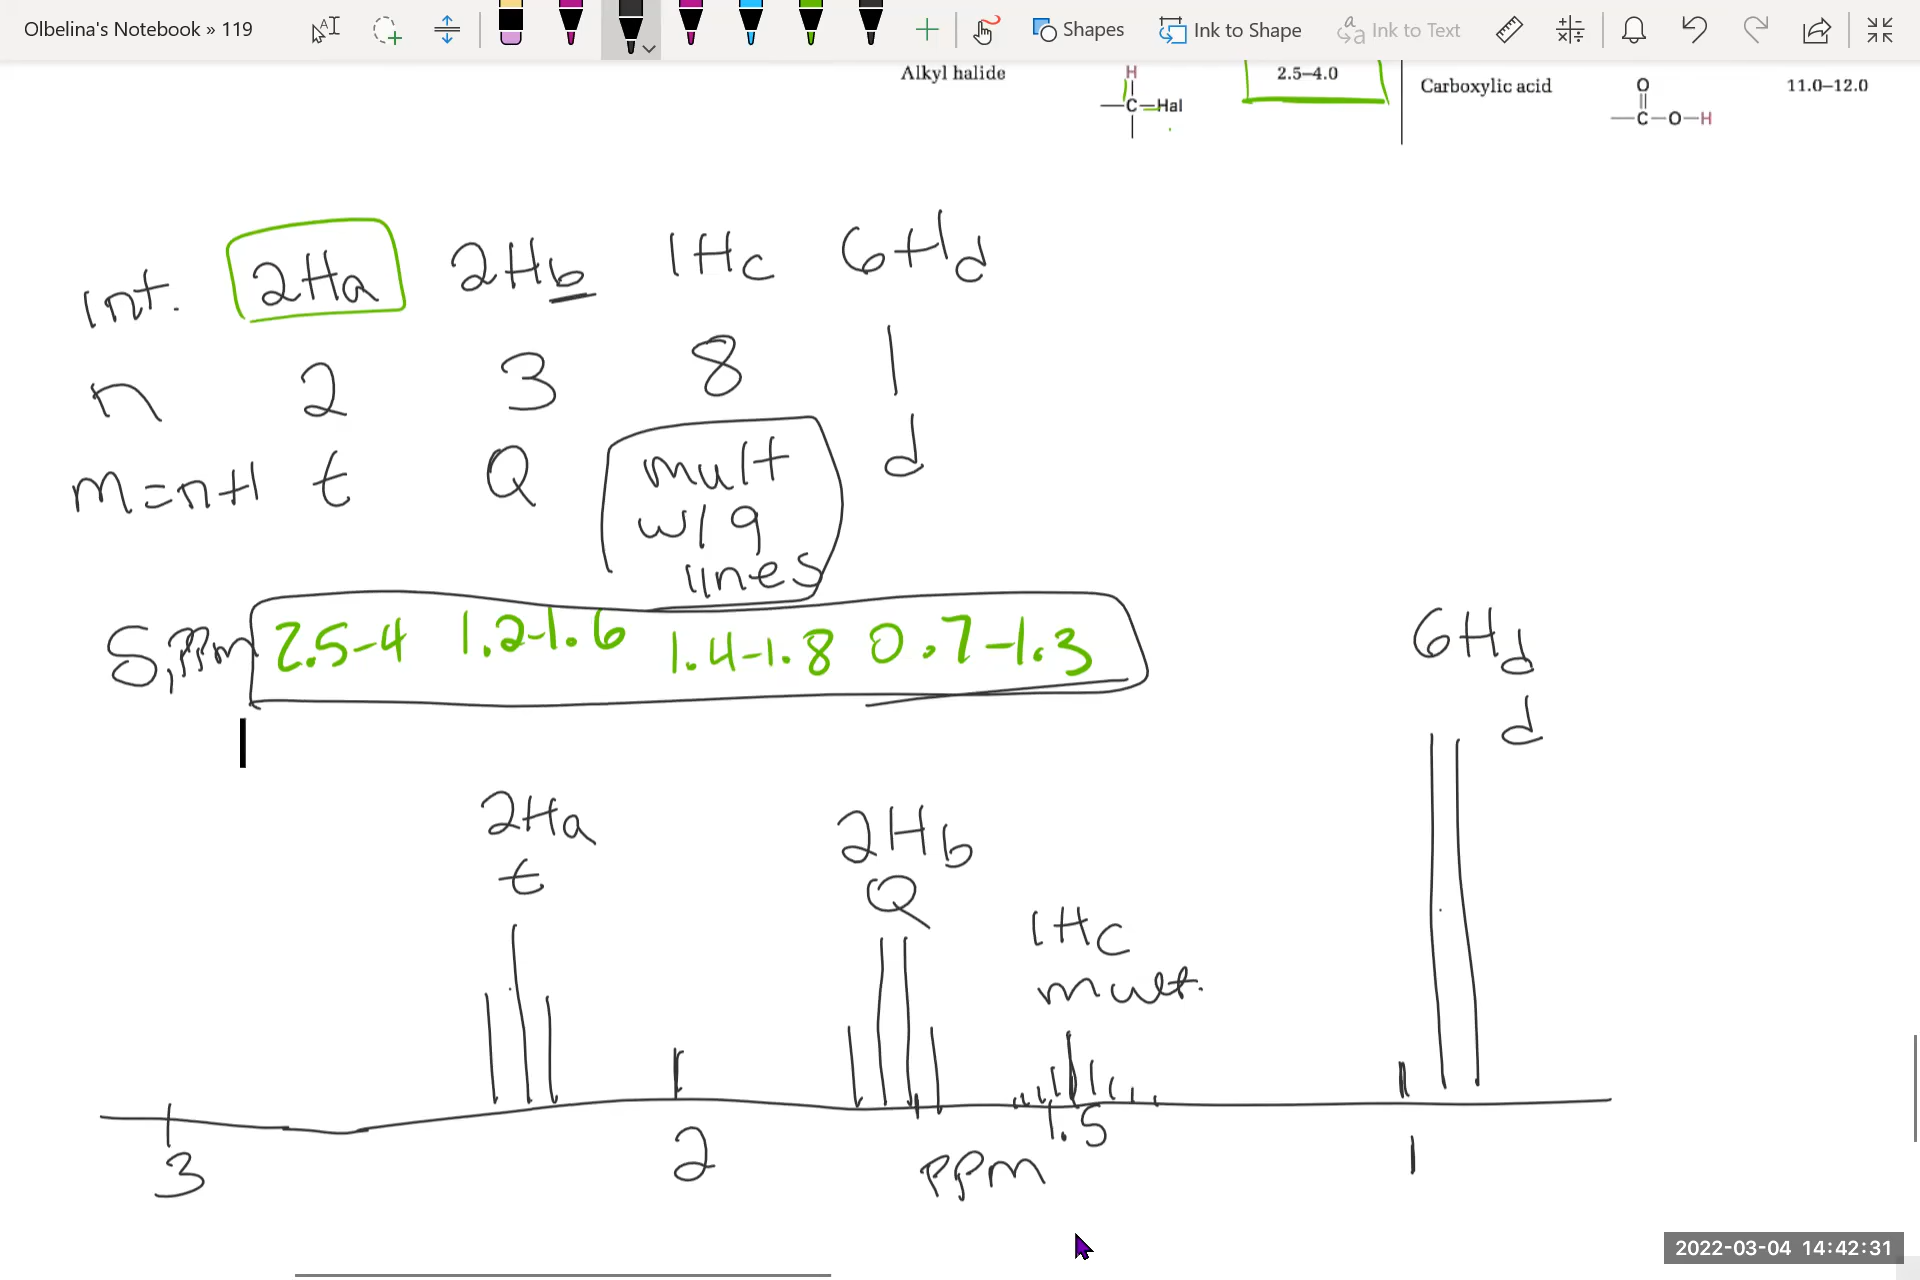 Olbelina's Notebook » 119
Shapes
Ink to Shape
Ink to Text
Alkyl halide
H
—C—Hal
2.5–4.0
Carboxylic acid
O
—C—O—H
11.0–12.0
Int. 2Ha 2Hb 1Hc 6Hd
n 2 3 8 1
m=n+1 t Q mult d
w/ 9
lines
δ, ppm 2.5-4 1.2-1.6 1.4-1.8 0.7-1.3
6Hd
d
2Ha
t
2Hb
Q
1Hc
mult.
3
2
1.5
1
ppm
2022-03-04 14:42:31